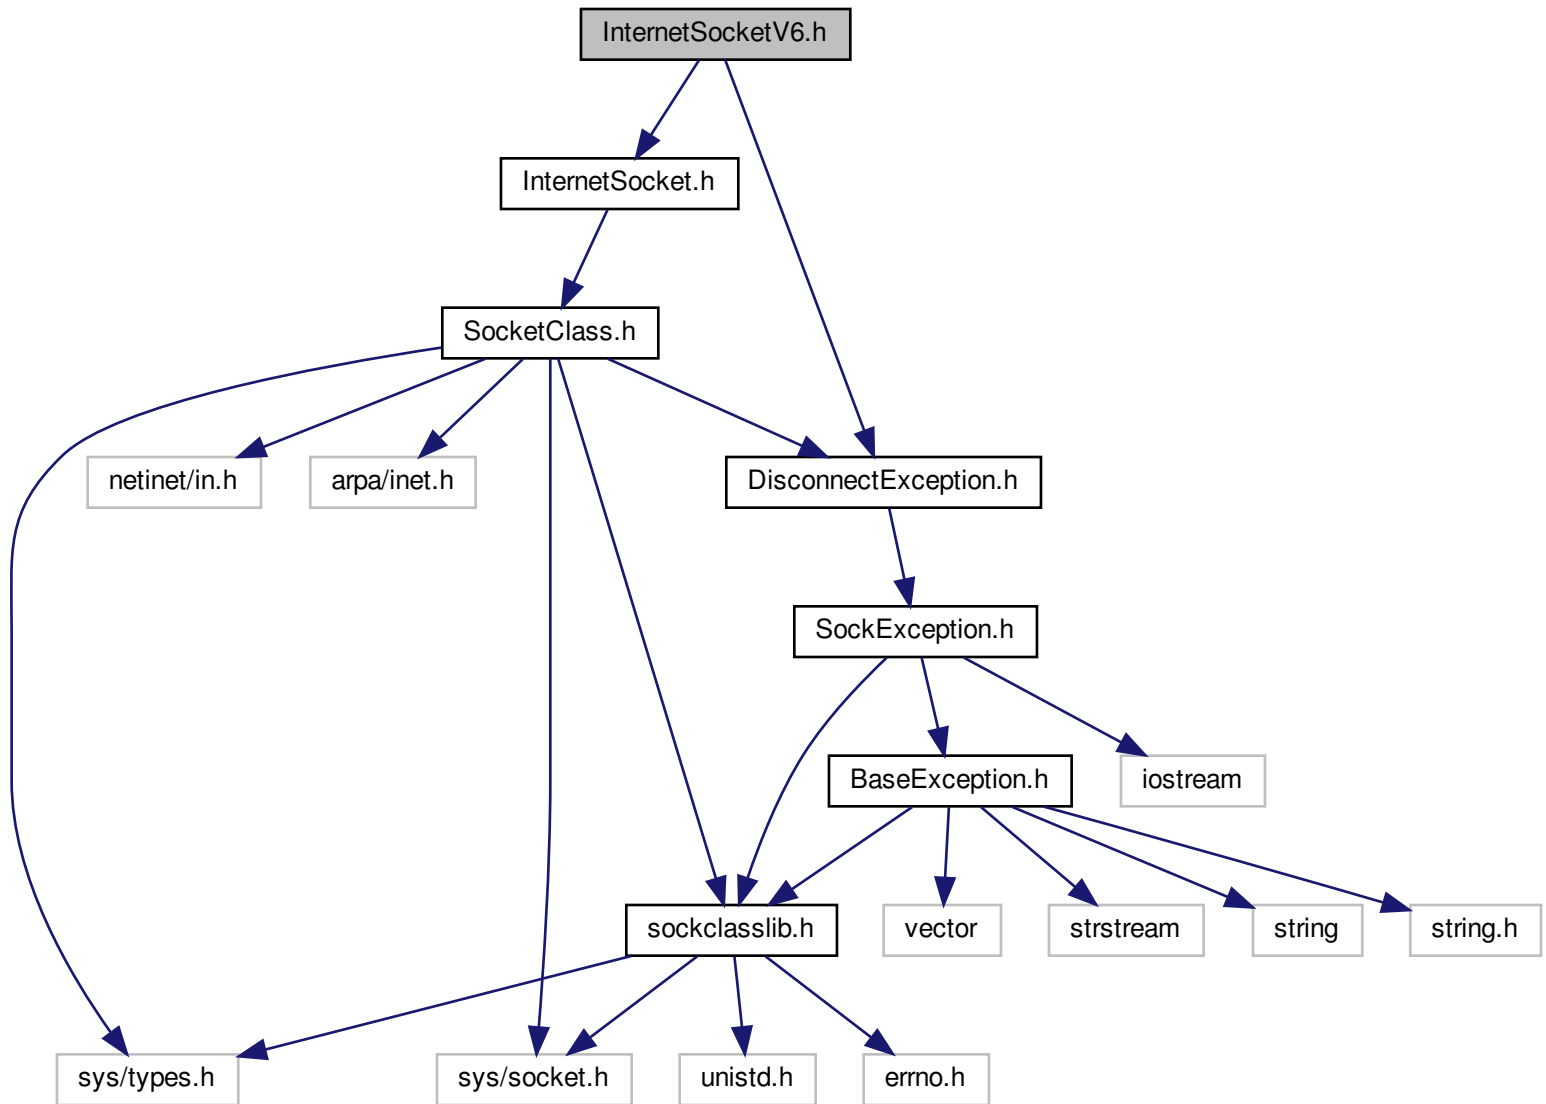 InternetSocketV6.h
InternetSocket.h
SocketClass.h
netinet/in.h
arpa/inet.h
DisconnectException.h
SockException.h
BaseException.h
iostream
sockclasslib.h
vector
strstream
string
string.h
sys/types.h
sys/socket.h
unistd.h
errno.h